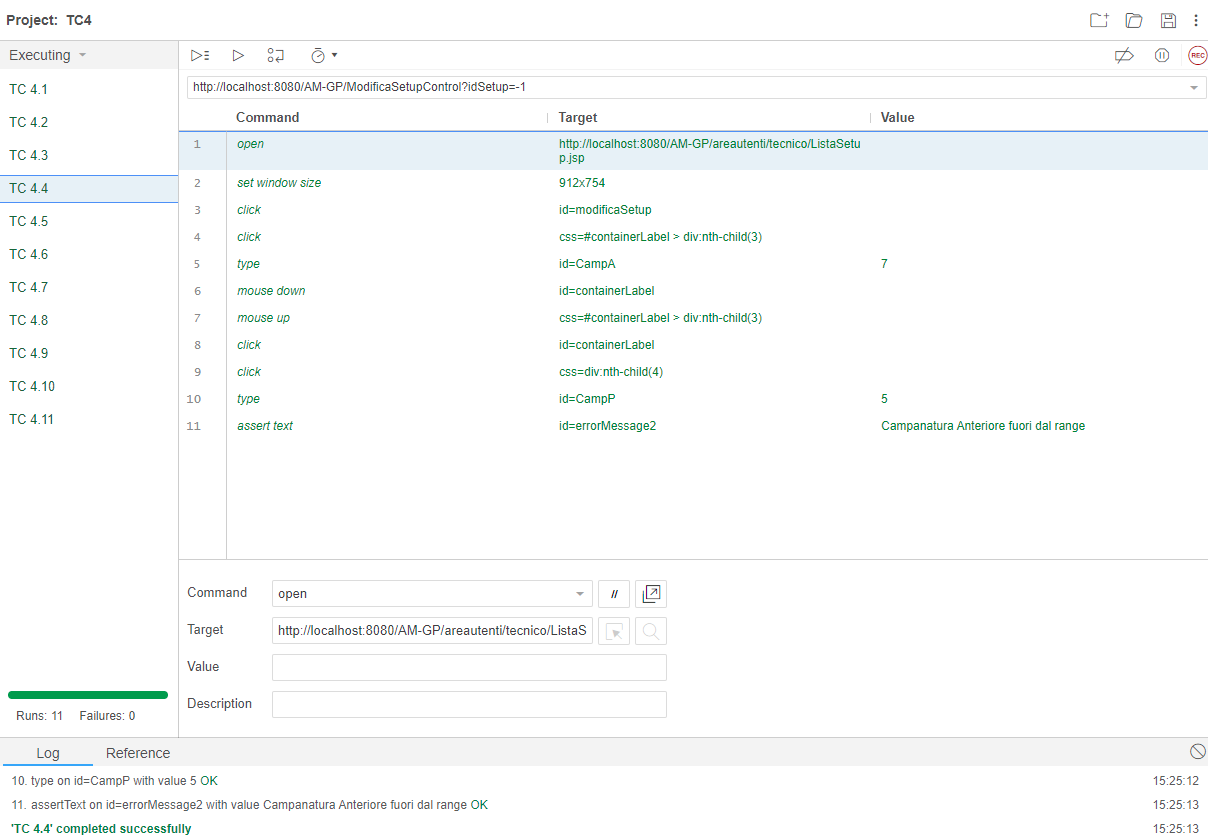 Project: TC4
Executing
TC 4.1
TC 4.2
TC 4.3
TC 4.4
TC 4.5
TC 4.6
TC 4.7
TC 4.8
TC 4.9
TC 4.10
TC 4.11
Runs: 11 Failures: 0
REC
http://localhost:8080/AM-GP/ModificaSetupControl?idSetup=-1
Command Target Value
1 open http://localhost:8080/AM-GP/areautenti/tecnico/ListaSetu
p.jsp
2 set window size 912x754
3 click id=modificaSetup
4 click css=#containerLabel > div:nth-child(3)
5 type id=CampA 7
6 mouse down id=containerLabel
7 mouse up css=#containerLabel > div:nth-child(3)
8 click id=containerLabel
9 click css=div:nth-child(4)
10 type id=CampP 5
11 assert text id=errorMessage2 Campanatura Anteriore fuori dal range
Command open //
Target http://localhost:8080/AM-GP/areautenti/tecnico/ListaS
Value
Description
Log Reference
10. type on id=CampP with value 5 OK 15:25:12
11. assertText on id=errorMessage2 with value Campanatura Anteriore fuori dal range OK 15:25:13
'TC 4.4' completed successfully 15:25:13